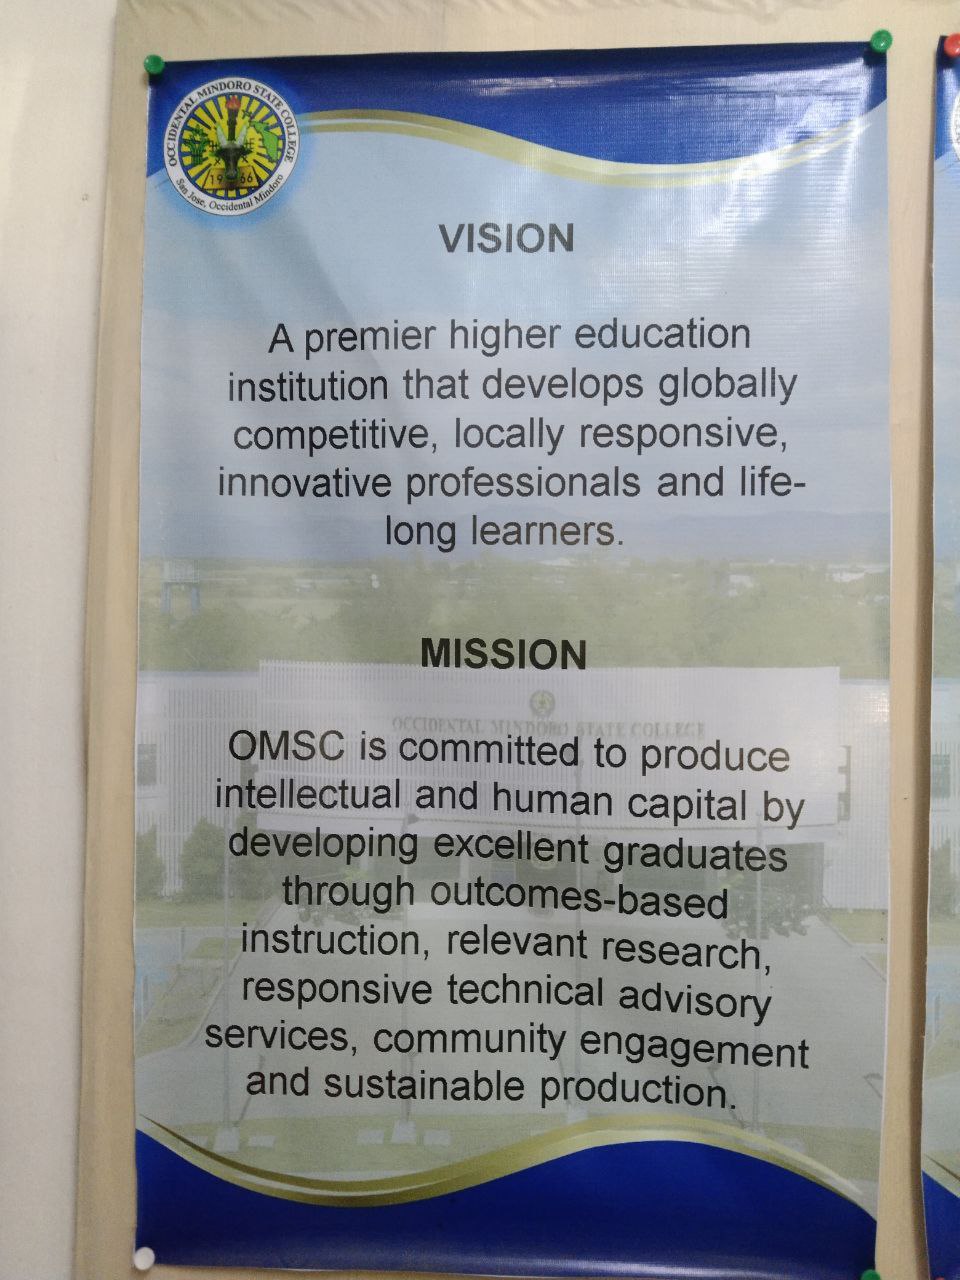 OCCIDENTAL MINDORO STATE COLLEGE
1966
San Jose, Occidental Mindoro
VISION
A premier higher education
institution that develops globally
competitive, locally responsive,
innovative professionals and life-
long learners.
MISSION
OCCIDENTAL MINDORO STATE COLLEGE
OMSC is committed to produce
intellectual and human capital by
developing excellent graduates
through outcomes-based
instruction, relevant research,
responsive technical advisory
services, community engagement
and sustainable production.